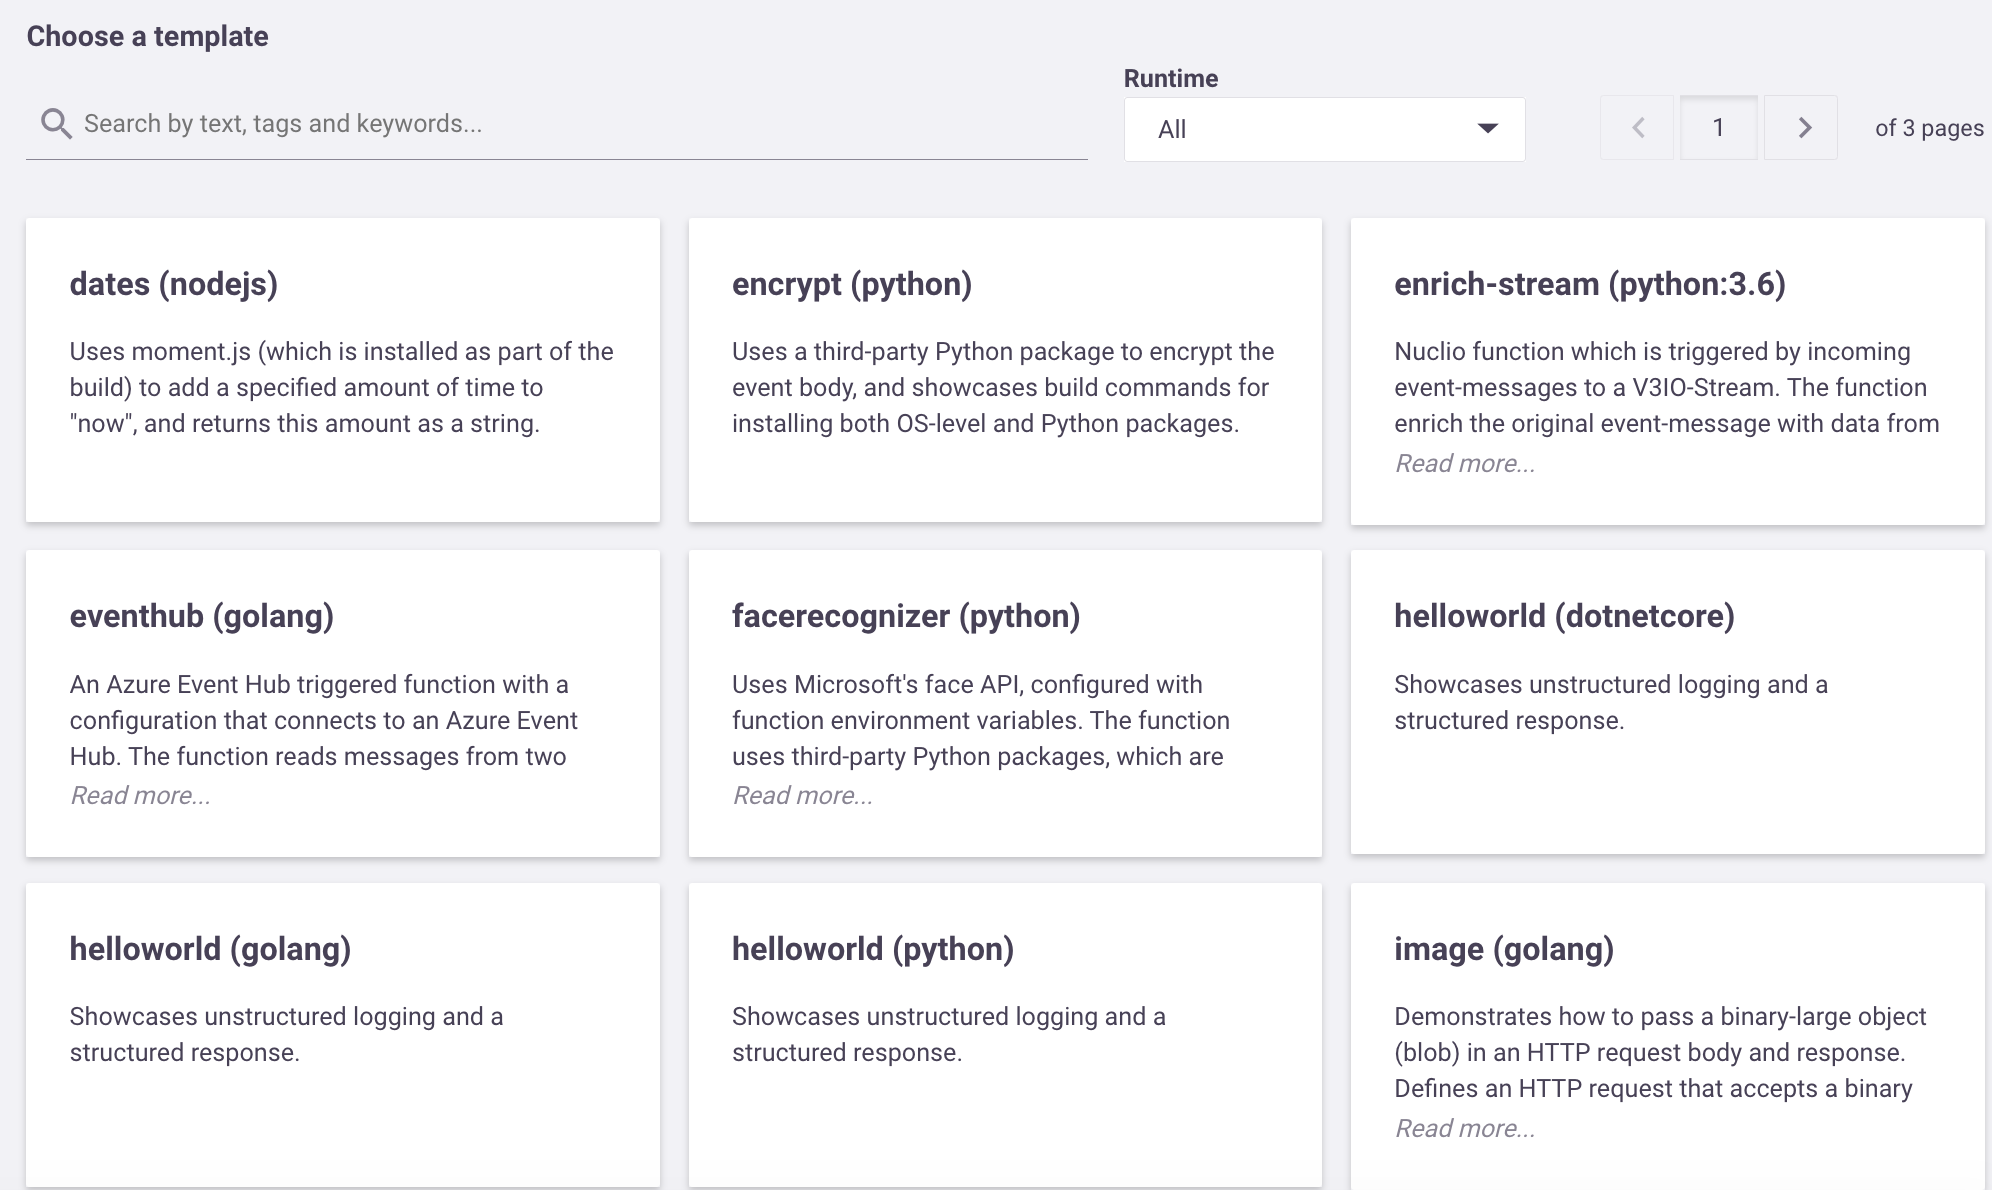 Choose a template
Runtime
Search by text, tags and keywords...
All
1
of 3 pages
dates (nodejs)
Uses moment.js (which is installed as part of the
build) to add a specified amount of time to
"now", and returns this amount as a string.
encrypt (python)
Uses a third-party Python package to encrypt the
event body, and showcases build commands for
installing both OS-level and Python packages.
enrich-stream (python:3.6)
Nuclio function which is triggered by incoming
event-messages to a V3IO-Stream. The function
enrich the original event-message with data from
Read more...
eventhub (golang)
An Azure Event Hub triggered function with a
configuration that connects to an Azure Event
Hub. The function reads messages from two
Read more...
facerecognizer (python)
Uses Microsoft's face API, configured with
function environment variables. The function
uses third-party Python packages, which are
Read more...
helloworld (dotnetcore)
Showcases unstructured logging and a
structured response.
helloworld (golang)
Showcases unstructured logging and a
structured response.
helloworld (python)
Showcases unstructured logging and a
structured response.
image (golang)
Demonstrates how to pass a binary-large object
(blob) in an HTTP request body and response.
Defines an HTTP request that accepts a binary
Read more...